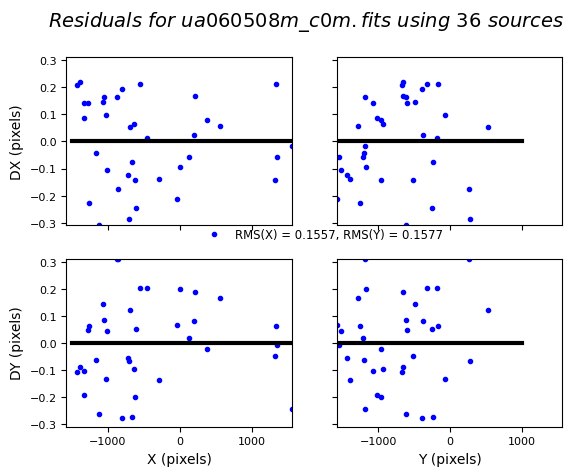 Residuals for ua060508m_c0m.fits using 36 sources
0.3
0.2
0.1
0.0
−0.1
−0.2
−0.3
DX (pixels)
RMS(X) = 0.1557, RMS(Y) = 0.1577
0.3
0.2
0.1
0.0
−0.1
−0.2
−0.3
DY (pixels)
−1000 0 1000
−1000 0 1000
X (pixels) Y (pixels)